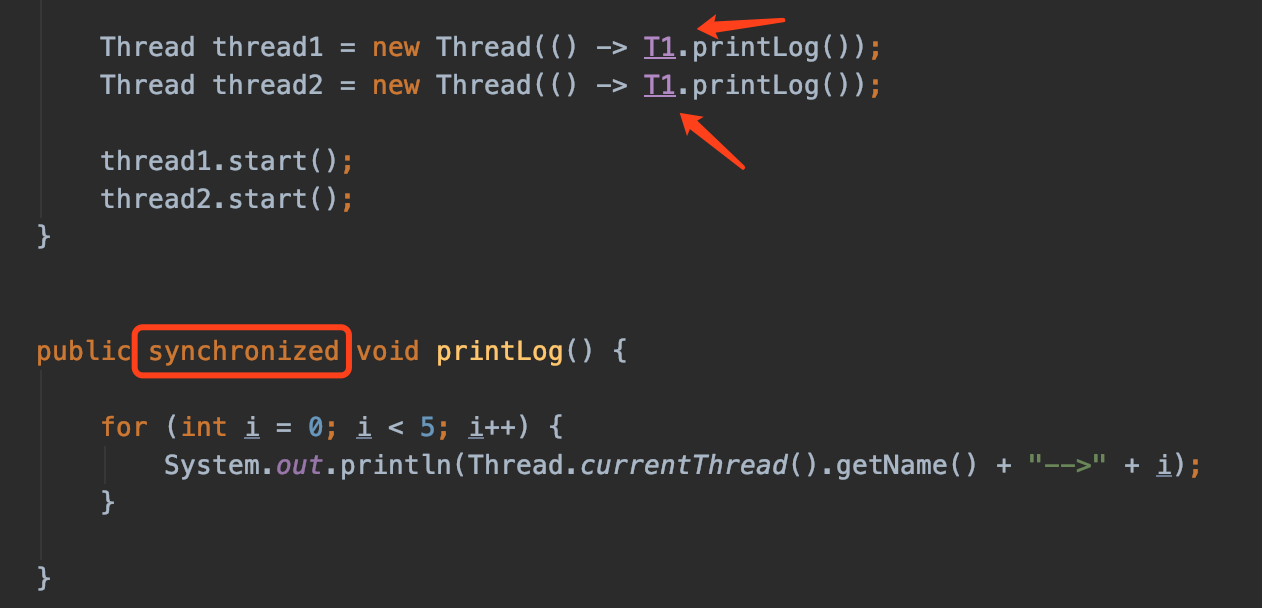 Thread thread1 = new Thread(() -> T1.printLog());
Thread thread2 = new Thread(() -> T1.printLog());
thread1.start();
thread2.start();
}
public synchronized void printLog() {
for (int i = 0; i < 5; i++) {
System.out.println(Thread.currentThread().getName() + "-->" + i);
}
}